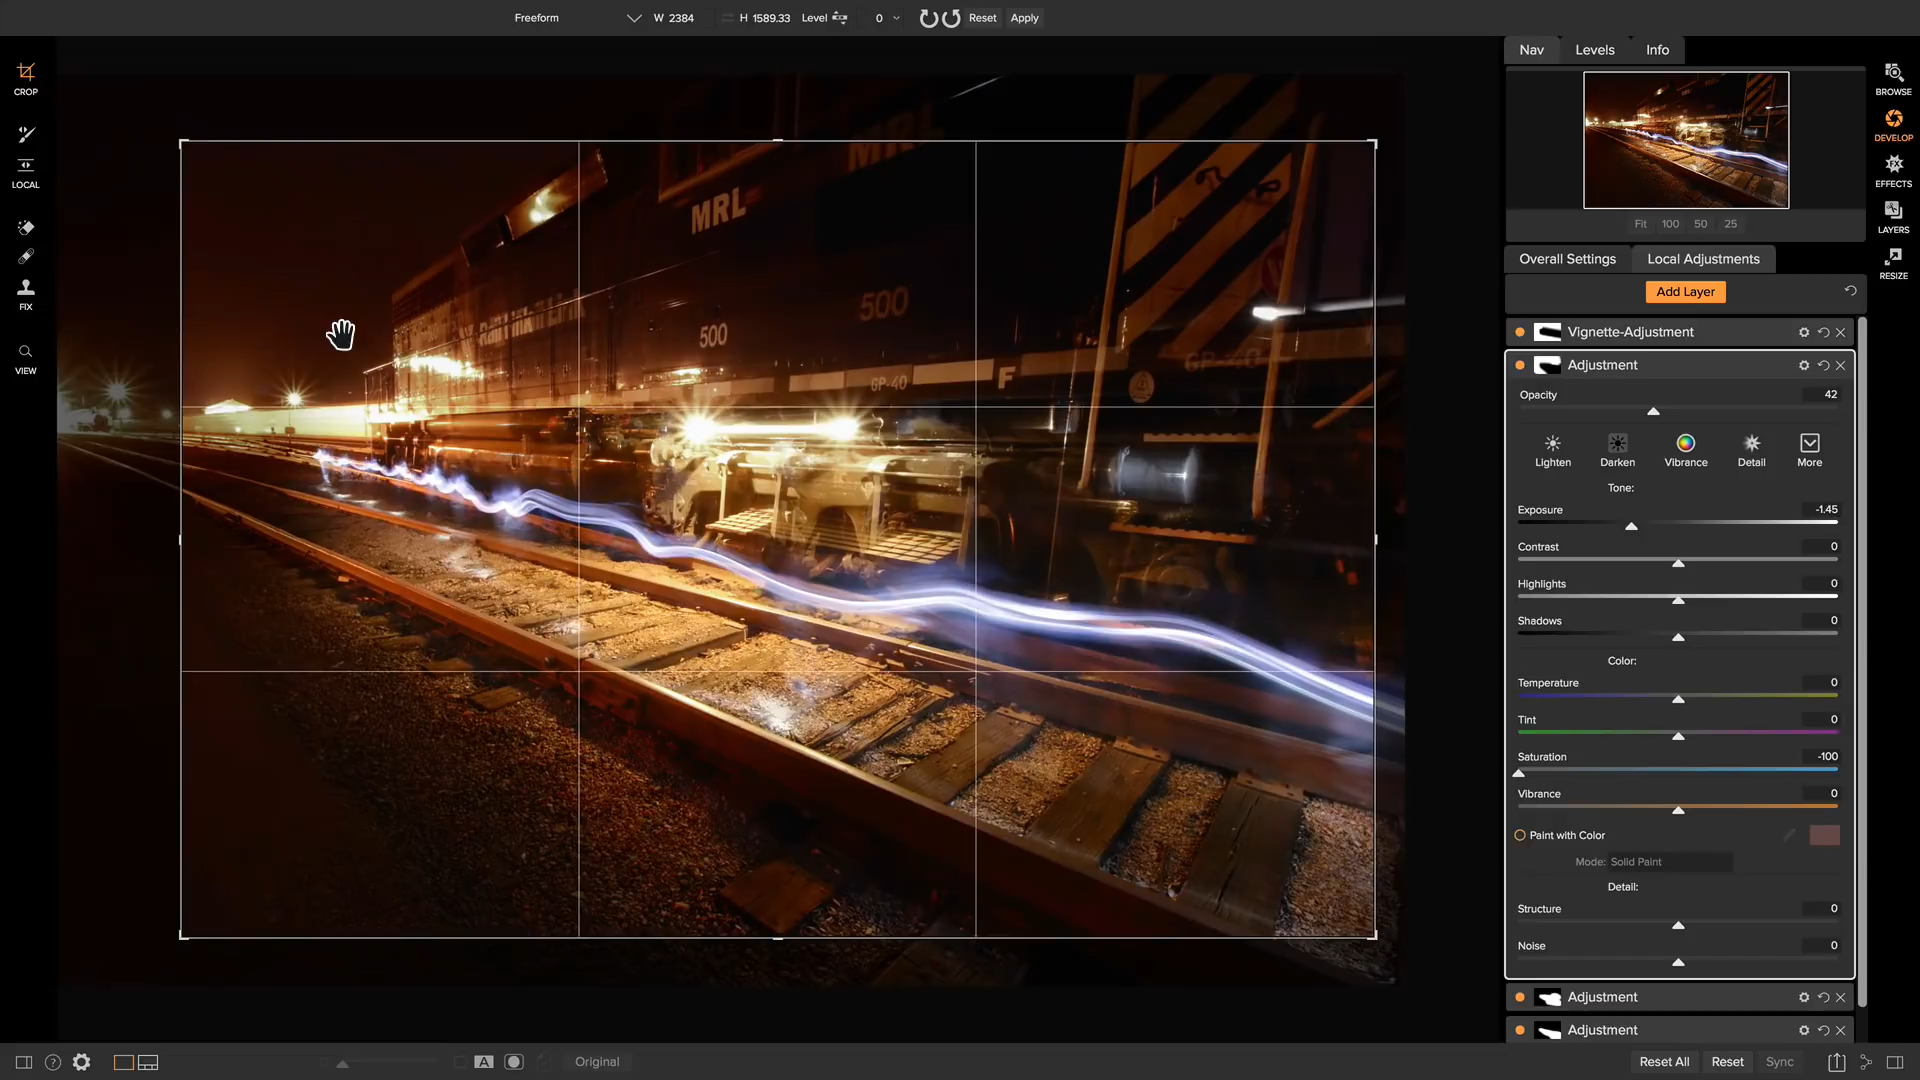 Freeform W 2384 H 1589.33 Level 0 Reset Apply
Nav Levels Info
CROP
LOCAL
FIX
VIEW
BROWSE
DEVELOP
EFFECTS
LAYERS
RESIZE
Fit 100 50 25
Overall Settings Local Adjustments
Add Layer
Vignette-Adjustment
Adjustment
Opacity 42
Lighten Darken Vibrance Detail More
Tone:
Exposure -1.45
Contrast 0
Highlights 0
Shadows 0
Color:
Temperature 0
Tint 0
Saturation -100
Vibrance 0
Paint with Color
Mode: Solid Paint
Detail:
Structure 0
Noise 0
Adjustment
Adjustment
MRL
MRL
500
500
GP-40
GP-40
F
A Original
Reset All Reset Sync